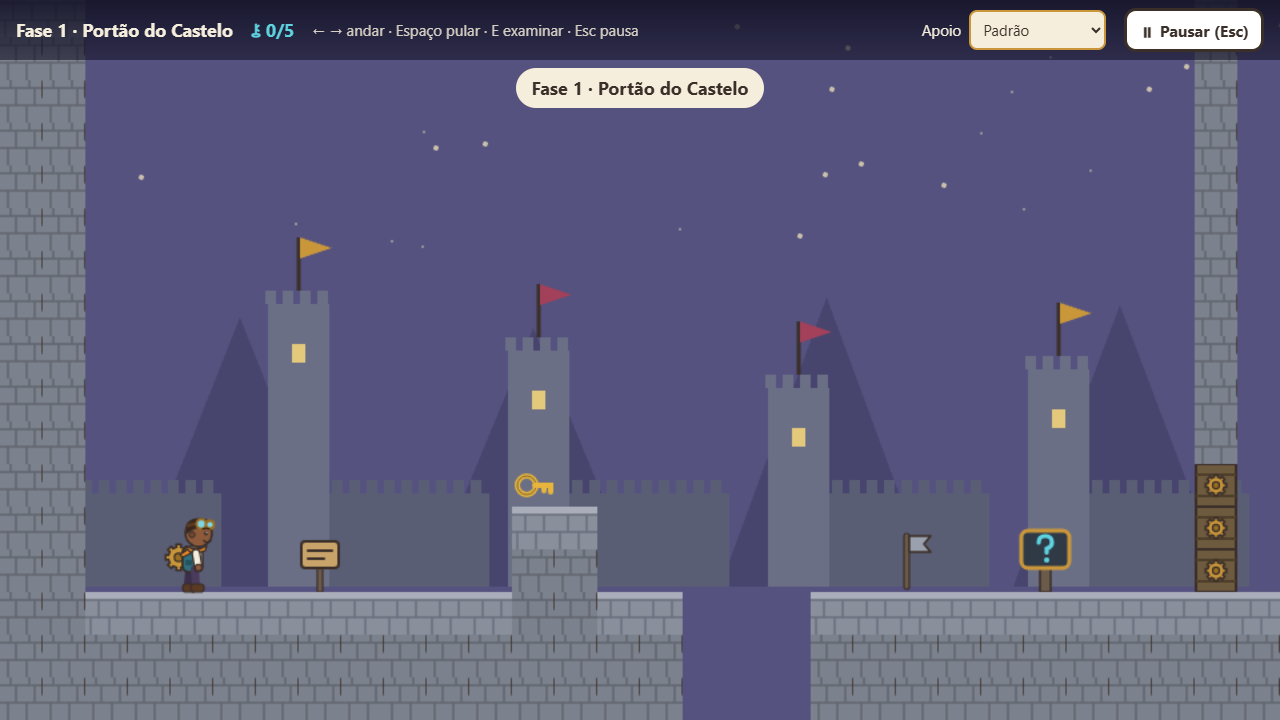 Fase 1 · Portão do Castelo
0/5
← → andar · Espaço pular · E examinar · Esc pausa
Apoio
Padrão
Pausar (Esc)
Fase 1 · Portão do Castelo
?